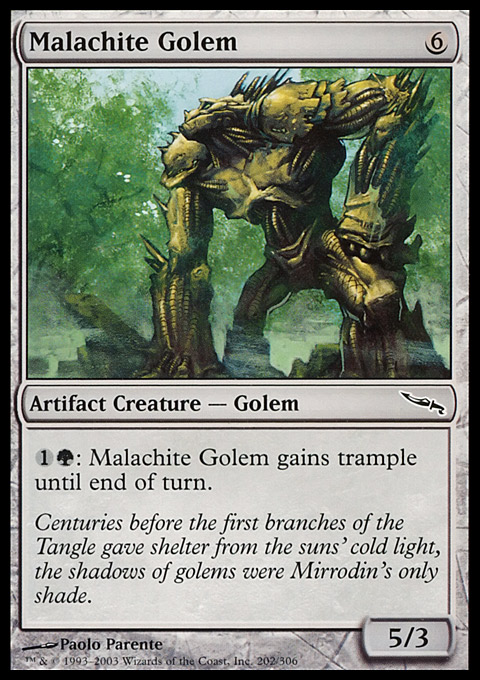 Malachite Golem 6
Artifact Creature — Golem
1: Malachite Golem gains trample
until end of turn.
Centuries before the first branches of the
Tangle gave shelter from the suns’ cold light,
the shadows of golems were Mirrodin’s only
shade.
5/3
Paolo Parente
™ & © 1993–2003 Wizards of the Coast, Inc. 202/306